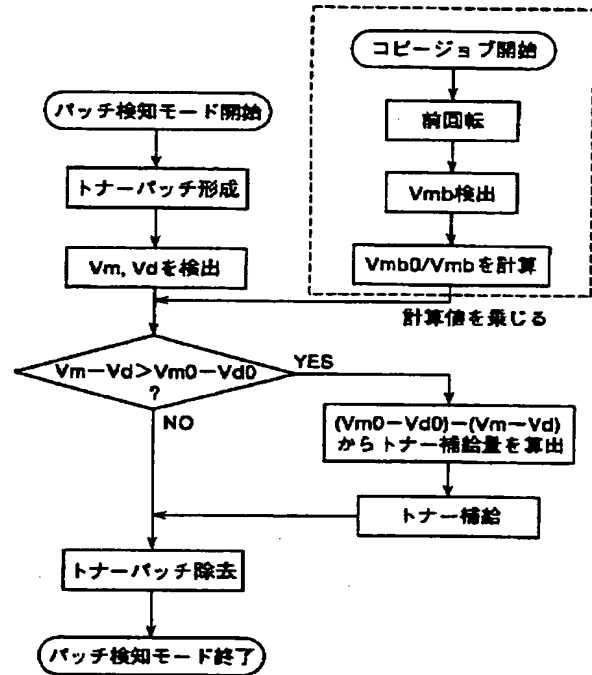 コピージョブ開始
前回転
Vmb検出
Vmb0/Vmbを計算
計算値を乗じる
パッチ検知モード開始
トナーパッチ形成
Vm, Vdを検出
Vm−Vd>Vm0−Vd0
?
YES
NO
(Vm0−Vd0)−(Vm−Vd)
からトナー補給量を算出
トナー補給
トナーパッチ除去
パッチ検知モード終了